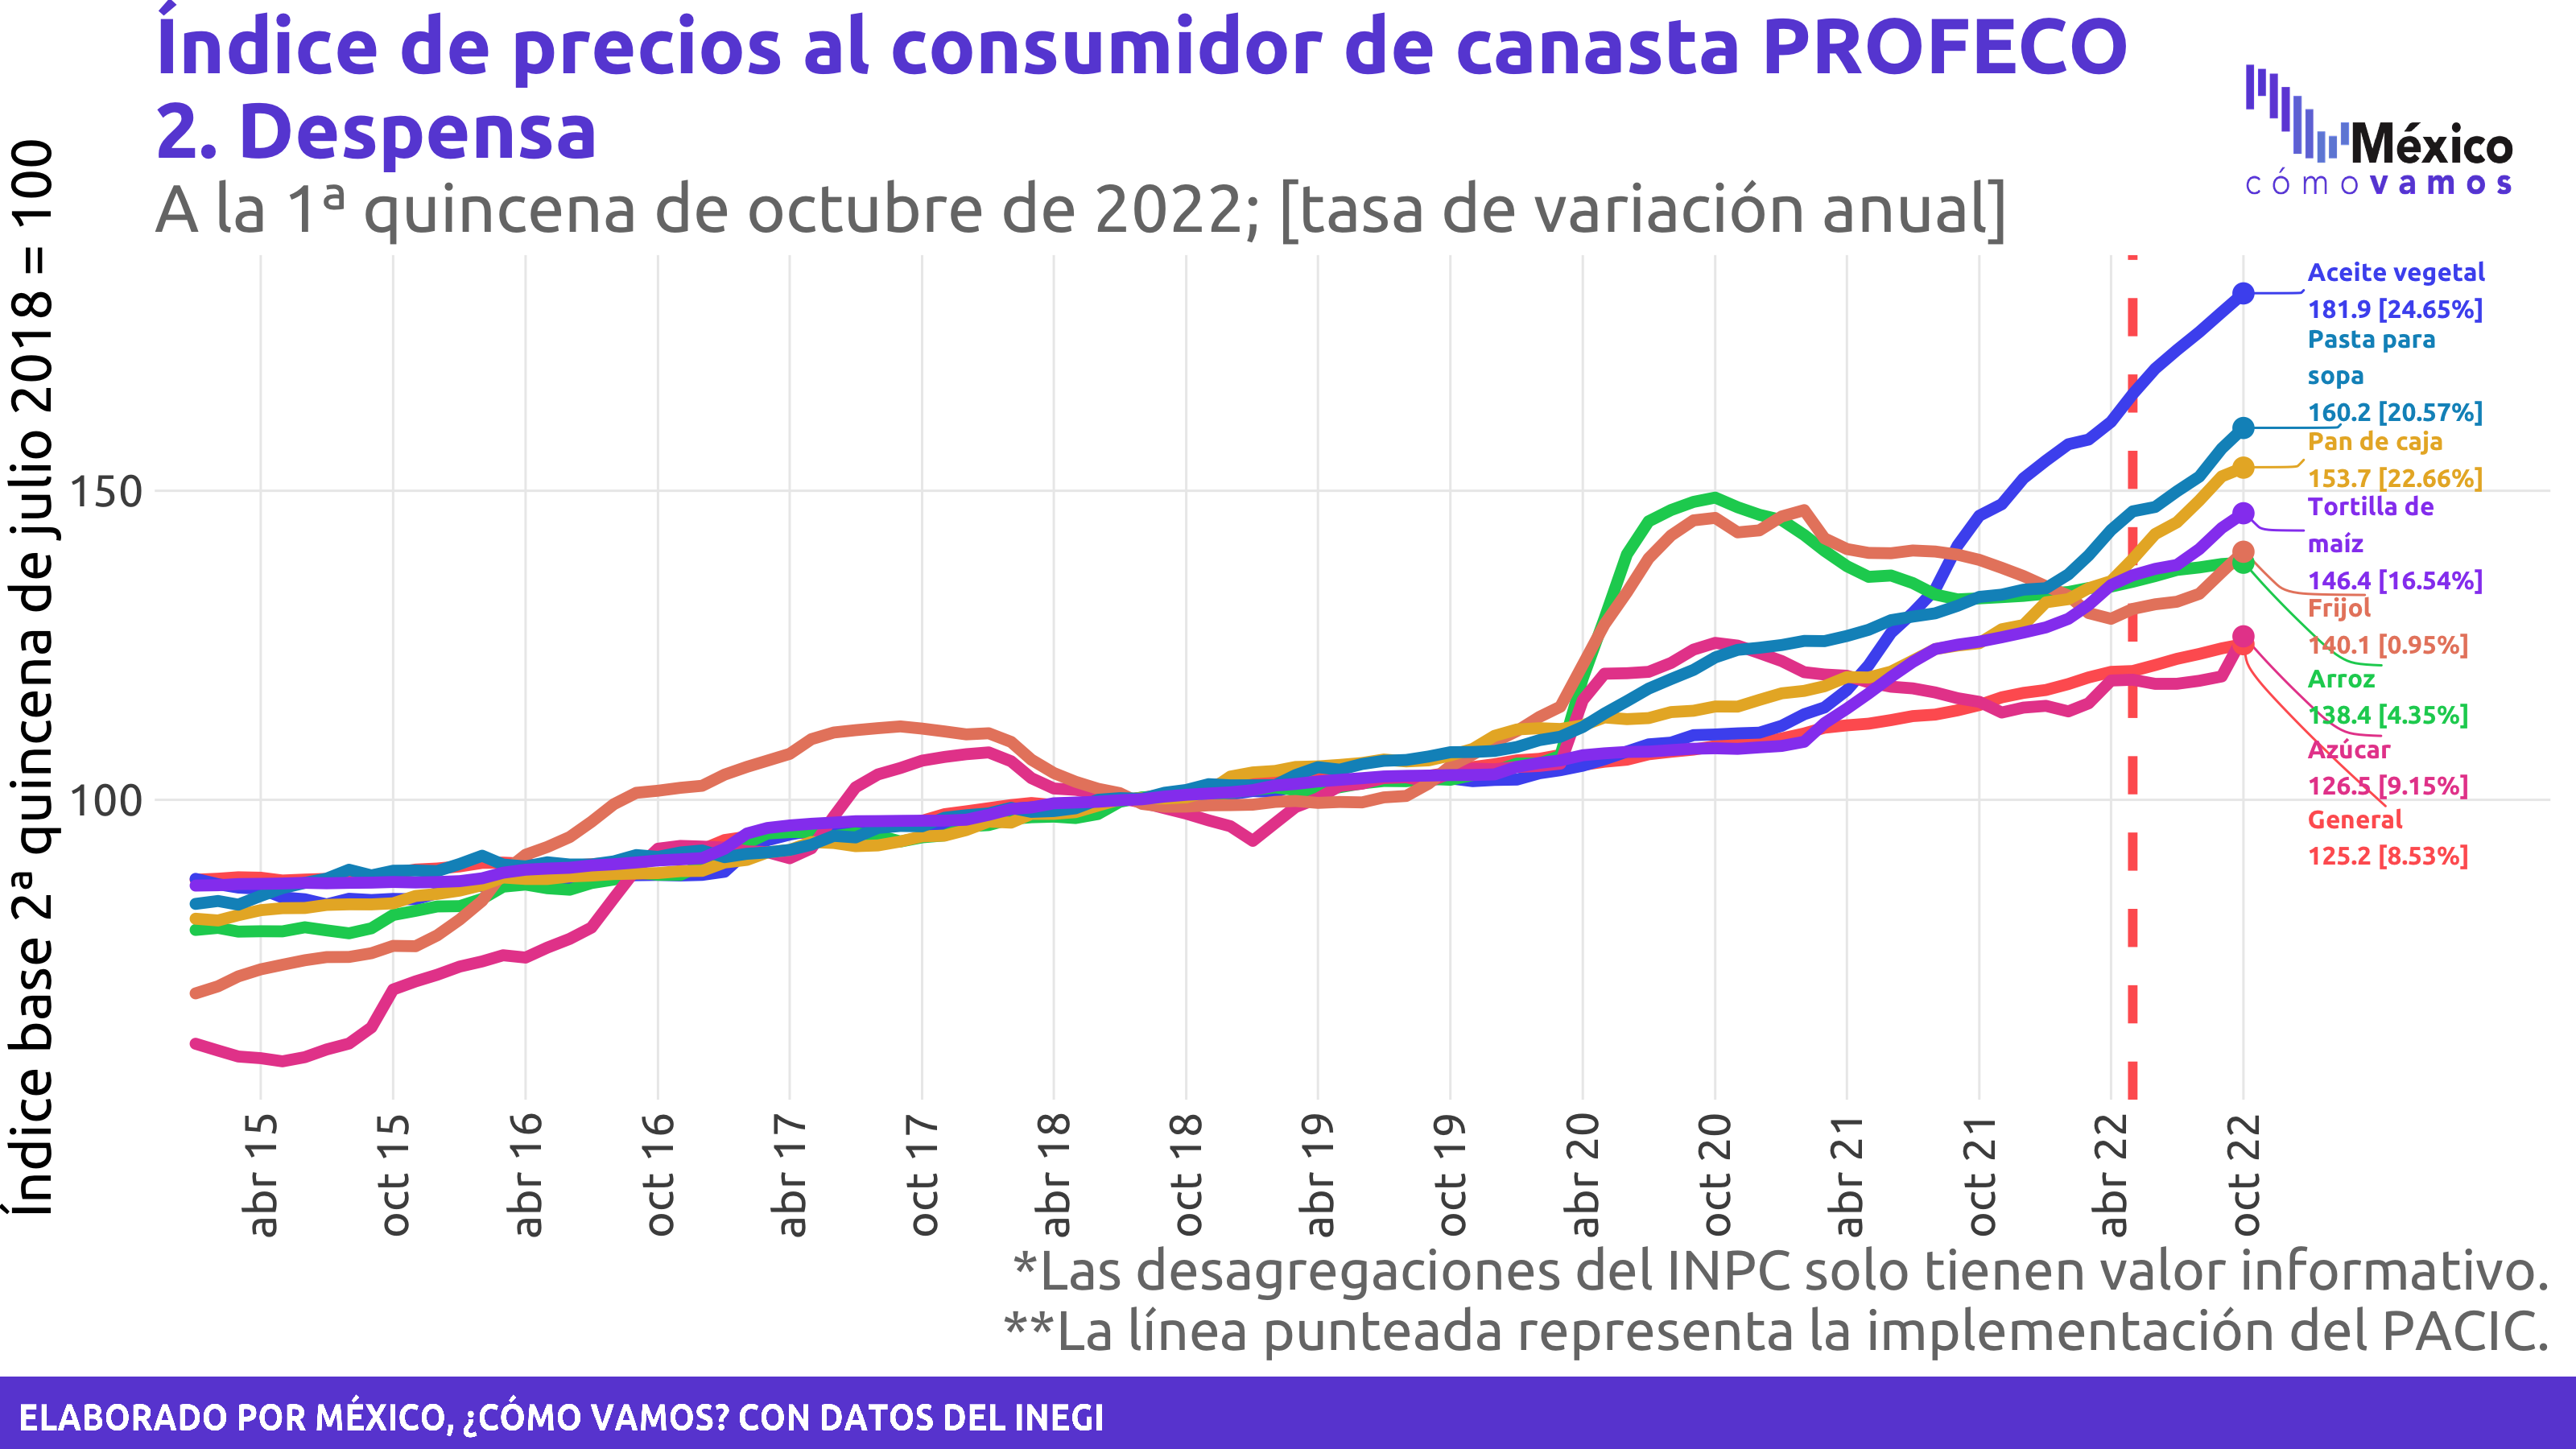 Índice de precios al consumidor de canasta PROFECO
2. Despensa
A la 1ª quincena de octubre de 2022; [tasa de variación anual]
México
cómo vamos
Índice base 2ª quincena de julio 2018 = 100
150
100
Aceite vegetal
181.9 [24.65%]
Pasta para
sopa
160.2 [20.57%]
Pan de caja
153.7 [22.66%]
Tortilla de
maíz
146.4 [16.54%]
Frijol
140.1 [0.95%]
Arroz
138.4 [4.35%]
Azúcar
126.5 [9.15%]
General
125.2 [8.53%]
abr 15
oct 15
abr 16
oct 16
abr 17
oct 17
abr 18
oct 18
abr 19
oct 19
abr 20
oct 20
abr 21
oct 21
abr 22
oct 22
*Las desagregaciones del INPC solo tienen valor informativo.
**La línea punteada representa la implementación del PACIC.
ELABORADO POR MÉXICO, ¿CÓMO VAMOS? CON DATOS DEL INEGI